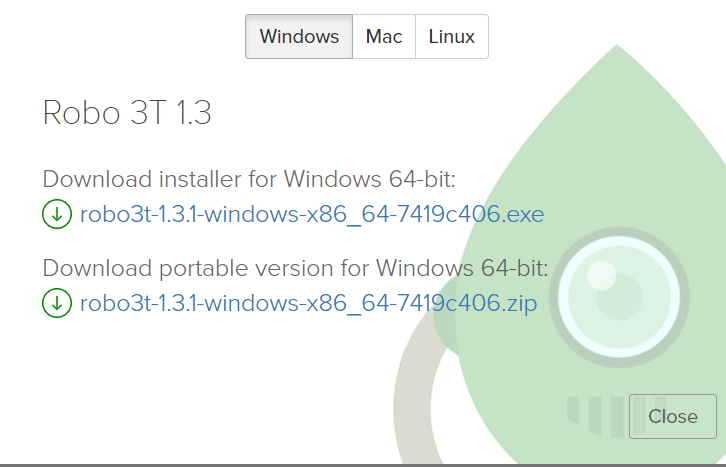 Windows Mac Linux
Robo 3T 1.3
Download installer for Windows 64-bit:
robo3t-1.3.1-windows-x86_64-7419c406.exe
Download portable version for Windows 64-bit:
robo3t-1.3.1-windows-x86_64-7419c406.zip
Close